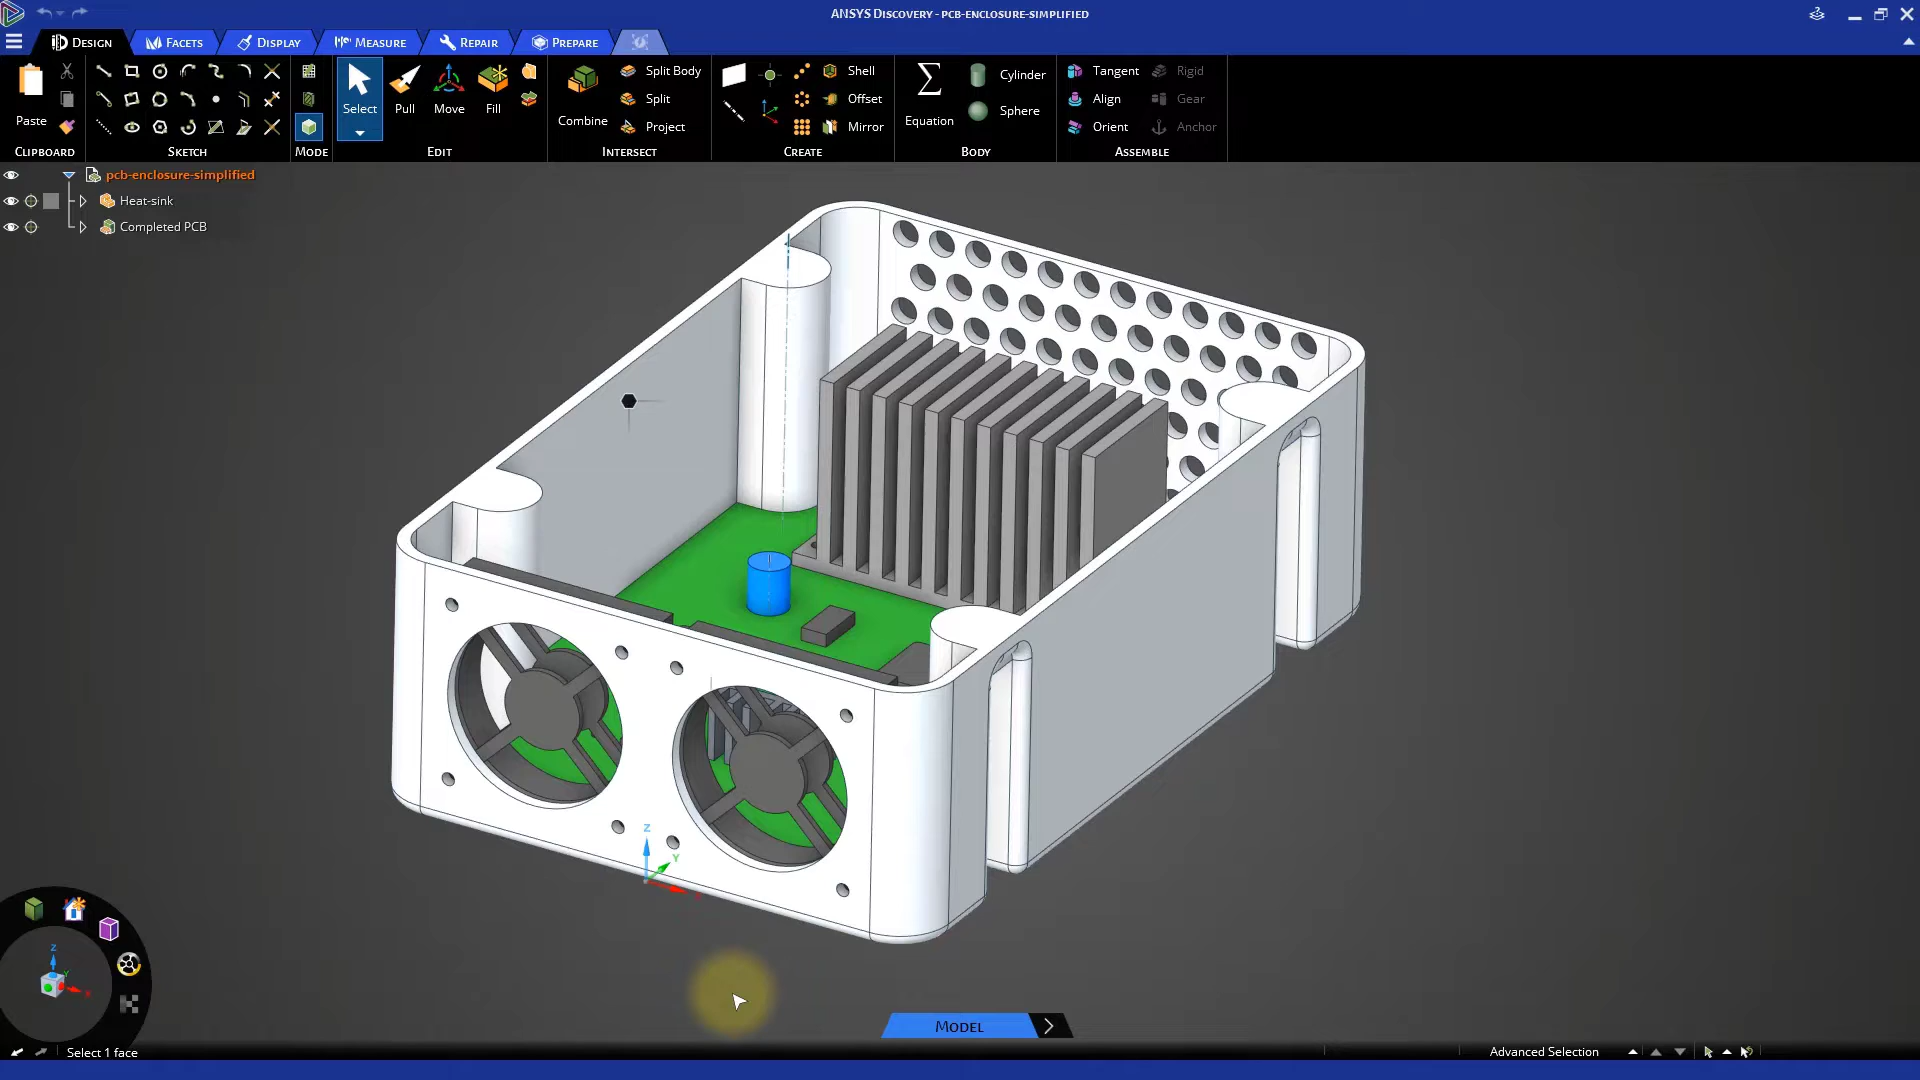 ANSYS Discovery - pcb-enclosure-simplified
Design
Facets
Display
Measure
Repair
Prepare
Paste
Select
Pull
Move
Fill
Combine
Split Body
Split
Project
Shell
Offset
Mirror
Equation
Cylinder
Sphere
Tangent
Align
Orient
Rigid
Gear
Anchor
Clipboard
Sketch
Mode
Edit
Intersect
Create
Body
Assemble
pcb-enclosure-simplified
Heat-sink
Completed PCB
Z
Y
X
Z
Y
X
Model
Select 1 face
Advanced Selection